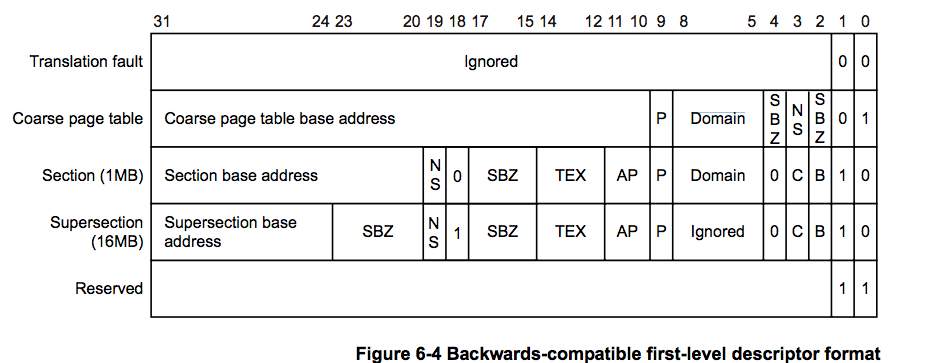 31 24 23 20 19 18 17 15 14 12 11 10 9 8 5 4 3 2 1 0
Translation fault Ignored 0 0
Coarse page table Coarse page table base address P Domain SBZ NS SBZ 0 1
Section (1MB) Section base address NS 0 SBZ TEX AP P Domain 0 C B 1 0
Supersection (16MB) Supersection base address SBZ NS 1 SBZ TEX AP P Ignored 0 C B 1 0
Reserved 1 1
Figure 6-4 Backwards-compatible first-level descriptor format